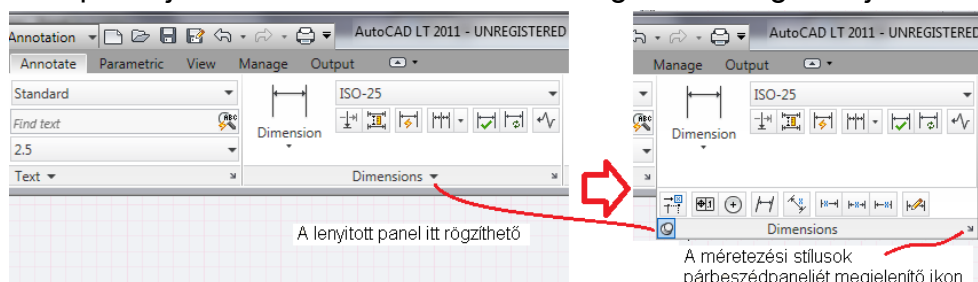 Annotation AutoCAD LT 2011 - UNREGISTERED
Annotate Parametric View Manage Output
Standard
Find text
2.5
Text
ISO-25
Dimension
Dimensions
A lenyitott panel itt rögzíthető
AutoCAD LT 2011 - UNREGISTERED
Manage Output
ISO-25
Dimension
Dimensions
A méretezési stílusok
párbeszédpaneljét megjelenítő ikon